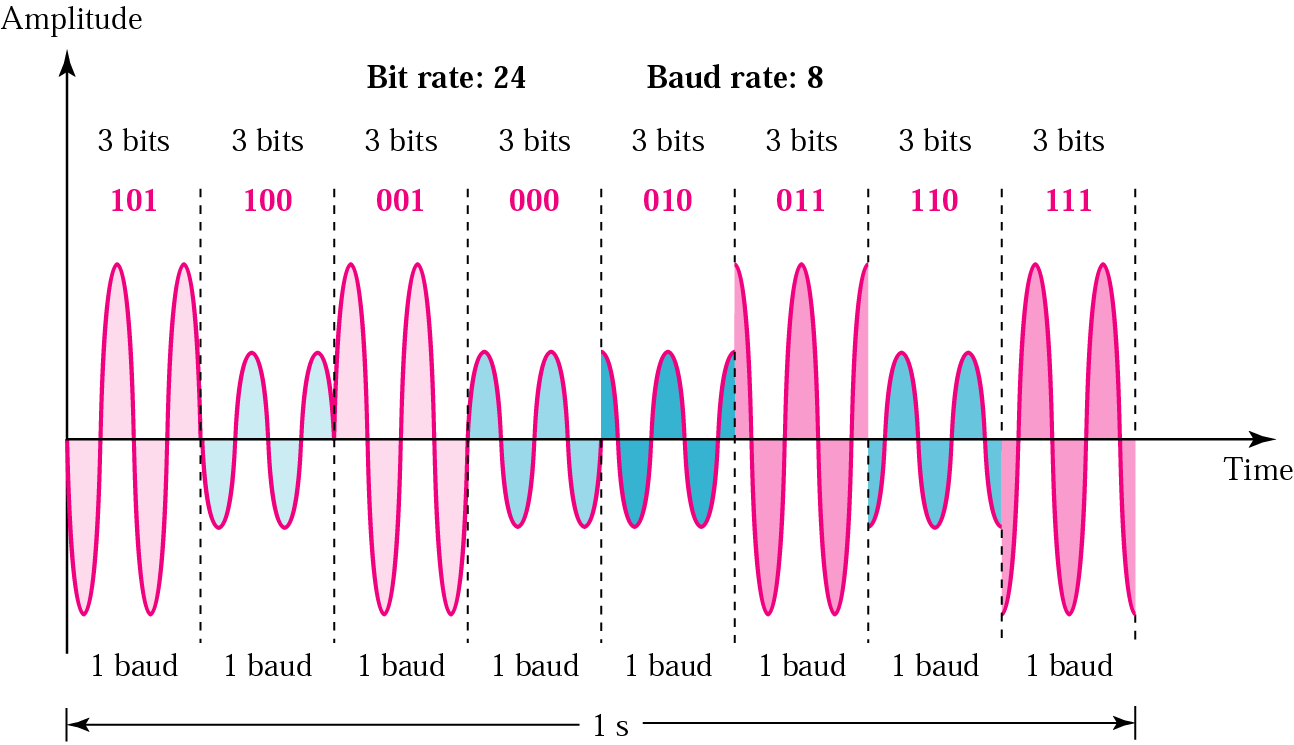 Amplitude
Bit rate: 24 Baud rate: 8
3 bits 3 bits 3 bits 3 bits 3 bits 3 bits 3 bits 3 bits
101 100 001 000 010 011 110 111
Time
1 baud 1 baud 1 baud 1 baud 1 baud 1 baud 1 baud 1 baud
1 s